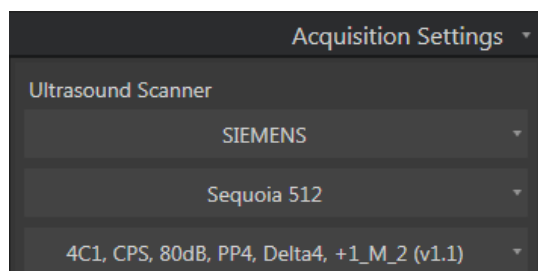 Acquisition Settings
Ultrasound Scanner
SIEMENS
Sequoia 512
4C1, CPS, 80dB, PP4, Delta4, +1_M_2 (v1.1)